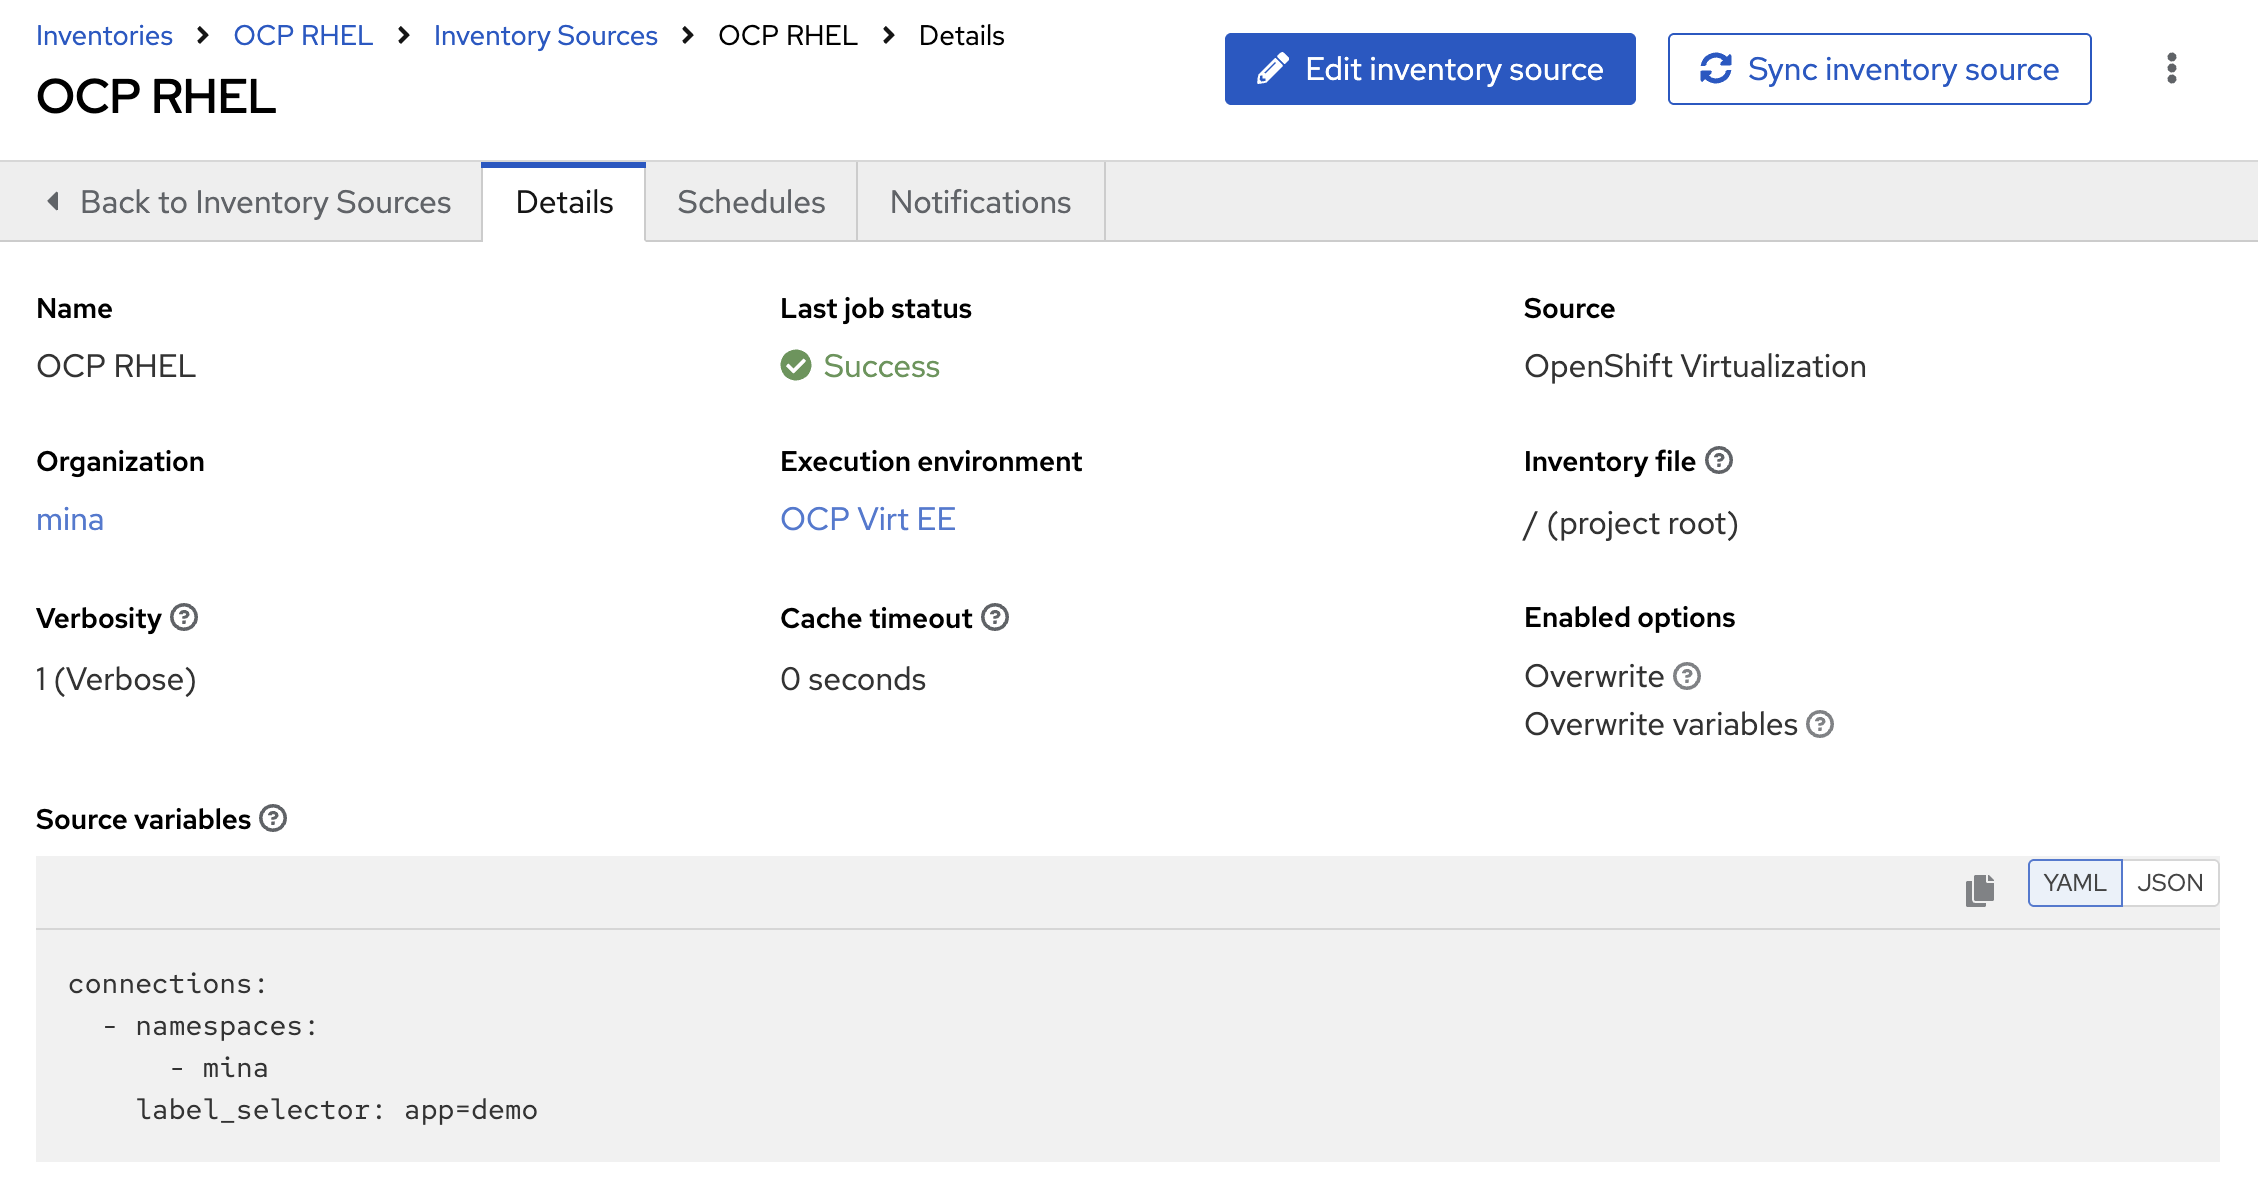 Inventories > OCP RHEL > Inventory Sources > OCP RHEL > Details
OCP RHEL
Edit inventory source
Sync inventory source
Back to Inventory Sources
Details
Schedules
Notifications
Name
OCP RHEL
Last job status
Success
Source
OpenShift Virtualization
Organization
mina
Execution environment
OCP Virt EE
Inventory file
/ (project root)
Verbosity
1 (Verbose)
Cache timeout
0 seconds
Enabled options
Overwrite
Overwrite variables
Source variables
YAML JSON
connections:
  - namespaces:
      - mina
    label_selector: app=demo